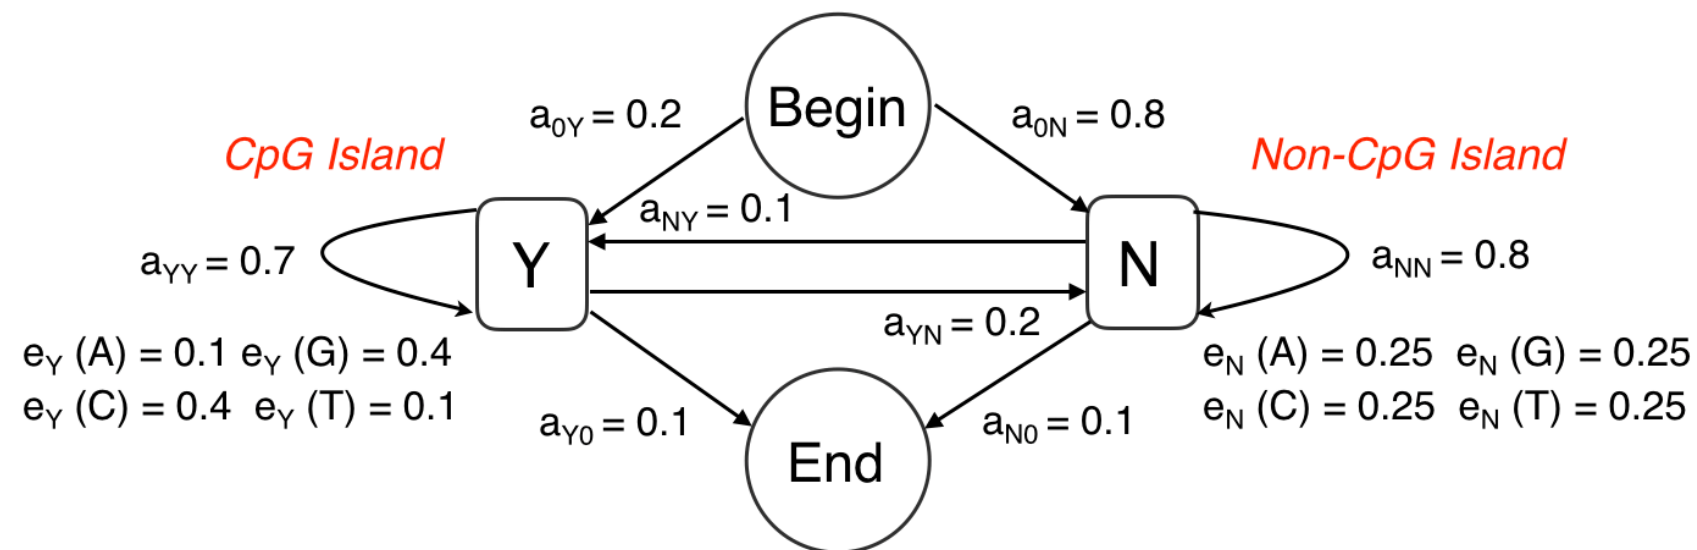 Begin
a0Y = 0.2
a0N = 0.8
CpG Island
Non-CpG Island
aNY = 0.1
Y
N
aYY = 0.7
aNN = 0.8
aYN = 0.2
eY (A) = 0.1 eY (G) = 0.4
eY (C) = 0.4 eY (T) = 0.1
eN (A) = 0.25 eN (G) = 0.25
eN (C) = 0.25 eN (T) = 0.25
aY0 = 0.1
aN0 = 0.1
End